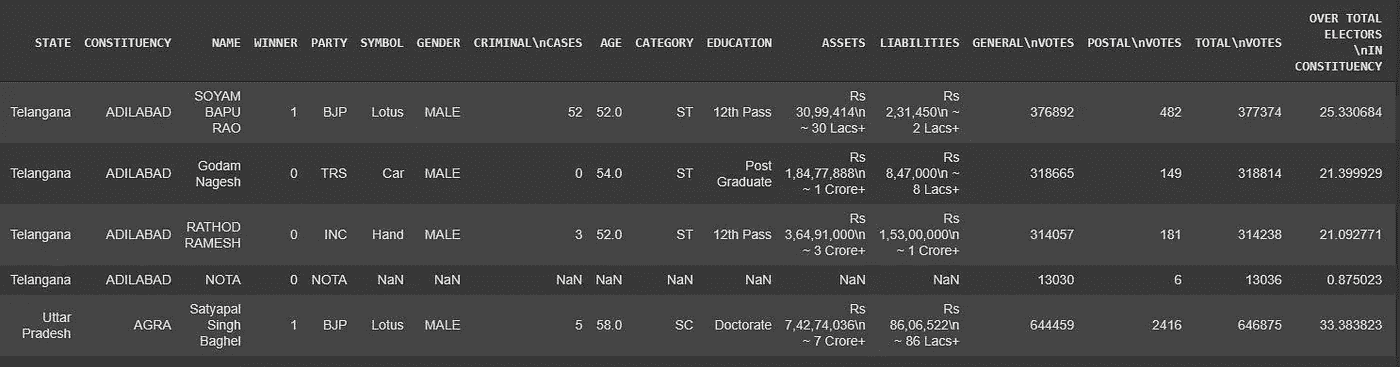 STATE CONSTITUENCY NAME WINNER PARTY SYMBOL GENDER CRIMINAL\nCASES AGE CATEGORY EDUCATION ASSETS LIABILITIES GENERAL\nVOTES POSTAL\nVOTES TOTAL\nVOTES OVER TOTAL ELECTORS \nIN CONSTITUENCY
Telangana ADILABAD SOYAM BAPU RAO 1 BJP Lotus MALE 52 52.0 ST 12th Pass Rs 30,99,414\n ~ 30 Lacs+ Rs 2,31,450\n ~ 2 Lacs+ 376892 482 377374 25.330684
Telangana ADILABAD Godam Nagesh 0 TRS Car MALE 0 54.0 ST Post Graduate Rs 1,84,77,888\n ~ 1 Crore+ Rs 8,47,000\n ~ 8 Lacs+ 318665 149 318814 21.399929
Telangana ADILABAD RATHOD RAMESH 0 INC Hand MALE 3 52.0 ST 12th Pass Rs 3,64,91,000\n ~ 3 Crore+ Rs 1,53,00,000\n ~ 1 Crore+ 314057 181 314238 21.092771
Telangana ADILABAD NOTA 0 NOTA NaN NaN NaN NaN NaN NaN NaN NaN 13030 6 13036 0.875023
Uttar Pradesh AGRA Satyapal Singh Baghel 1 BJP Lotus MALE 5 58.0 SC Doctorate Rs 7,42,74,036\n ~ 7 Crore+ Rs 86,06,522\n ~ 86 Lacs+ 644459 2416 646875 33.383823